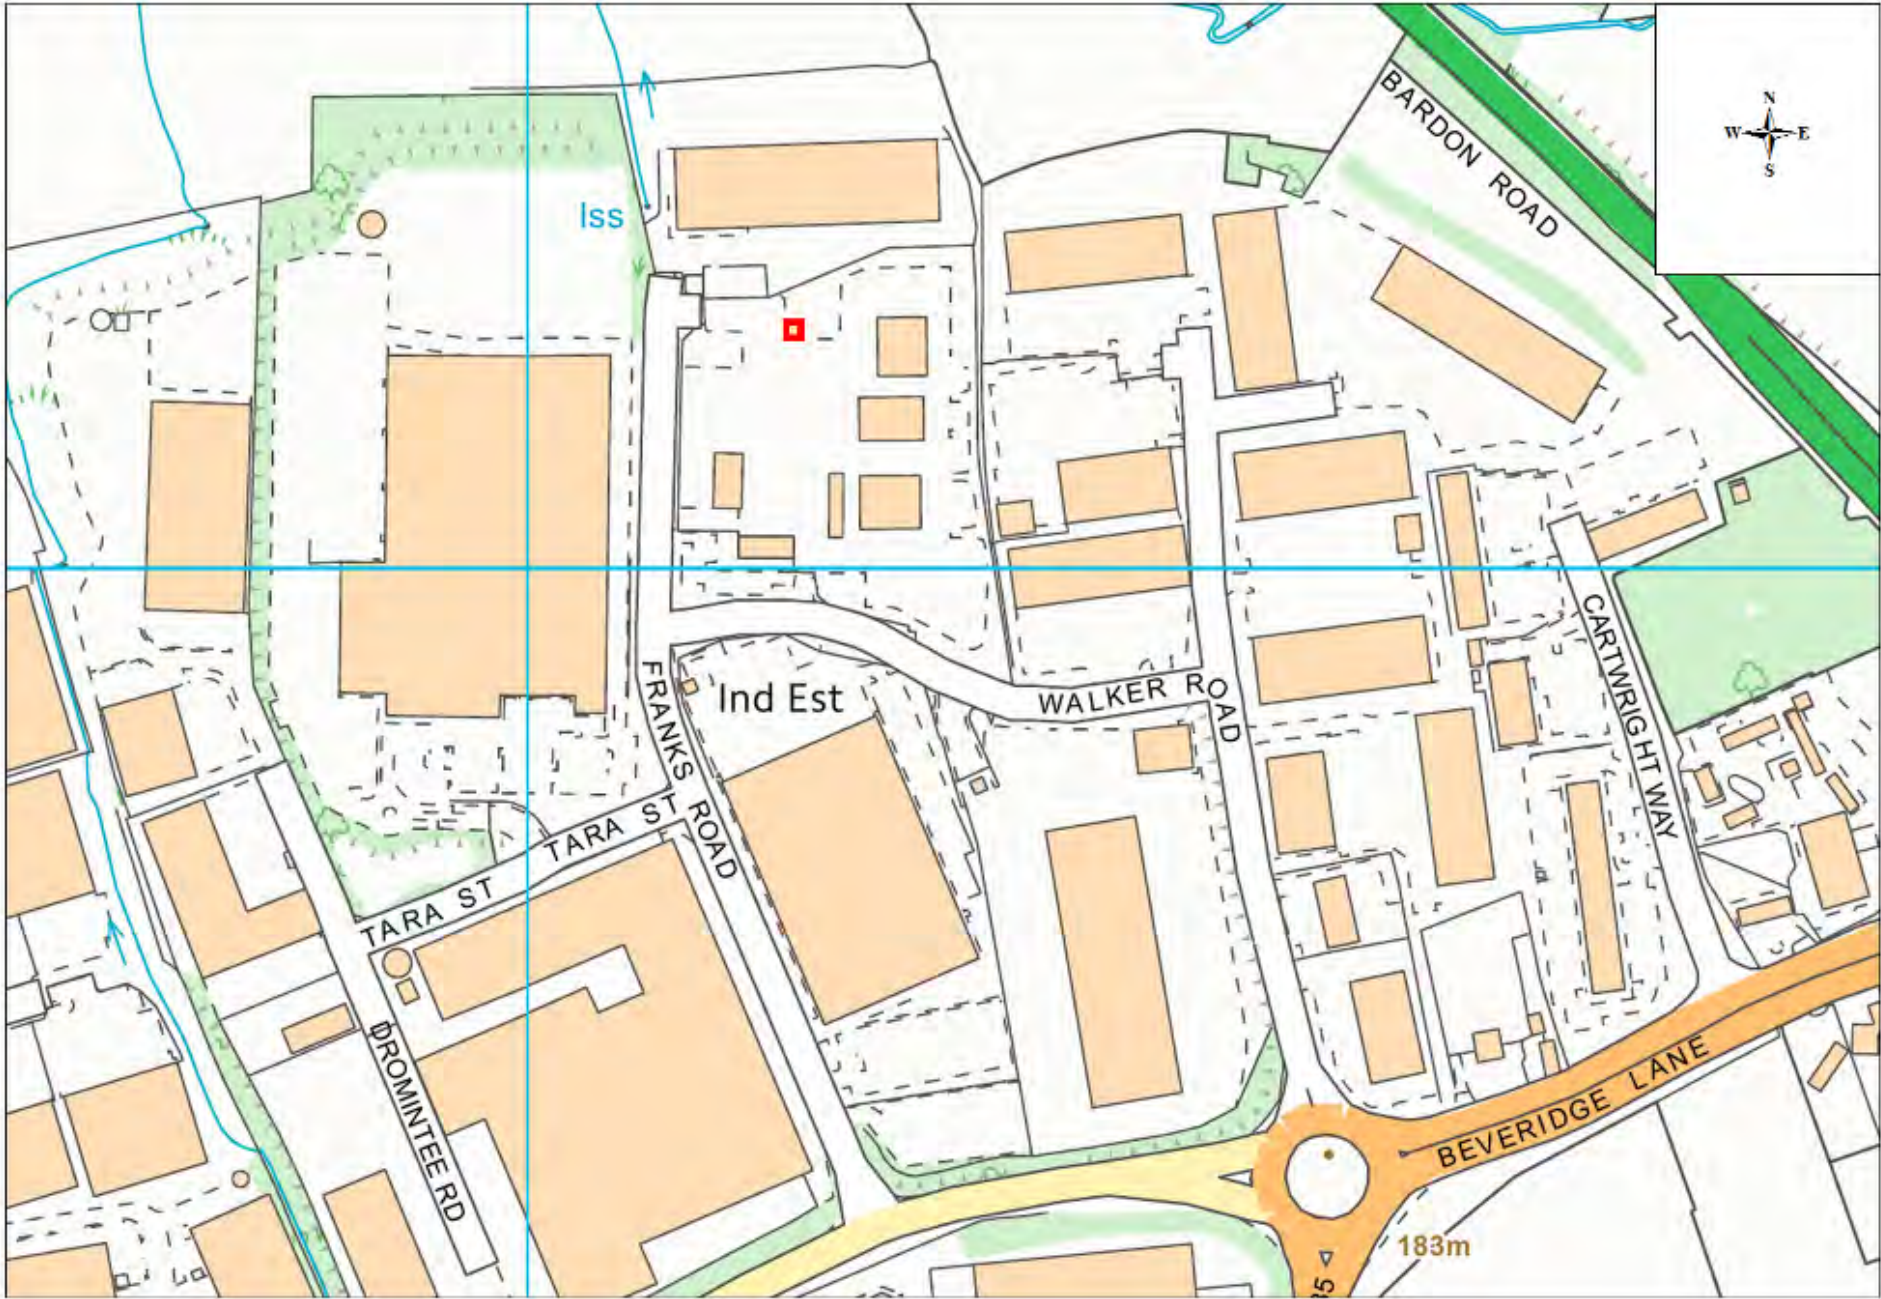 N
W E
S
BARDON ROAD
Iss
FRANKS ROAD
Ind Est
WALKER ROAD
CARTWRIGHT WAY
TARA ST
TARA ST
DROMINTEE RD
BEVERIDGE LANE
183m